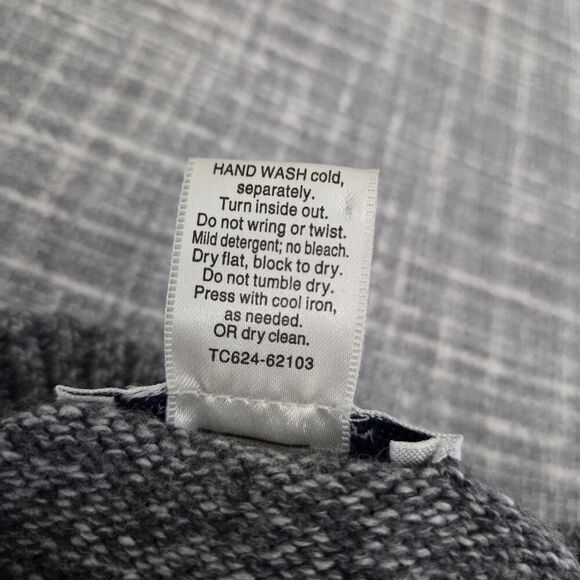 HAND WASH cold,
separately.
Turn inside out.
Do not wring or twist.
Mild detergent; no bleach.
Dry flat, block to dry.
Do not tumble dry.
Press with cool iron,
as needed.
OR dry clean.
TC624-62103